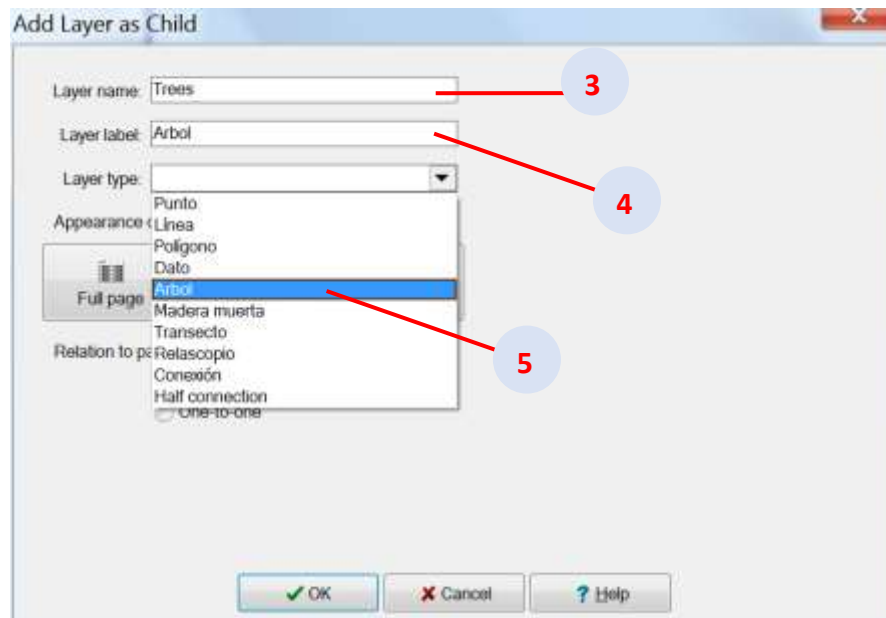 Add Layer as Child
X
Layer name: Trees
3
Layer label: Arbol
Layer type:
4
Punto
Appearance
Línea
Polígono
Dato
Arbol
Full page
Madera muerta
Transecto
Relation to
Relascopio
5
Conexión
Half connection
One-to-one
OK
Cancel
? Help